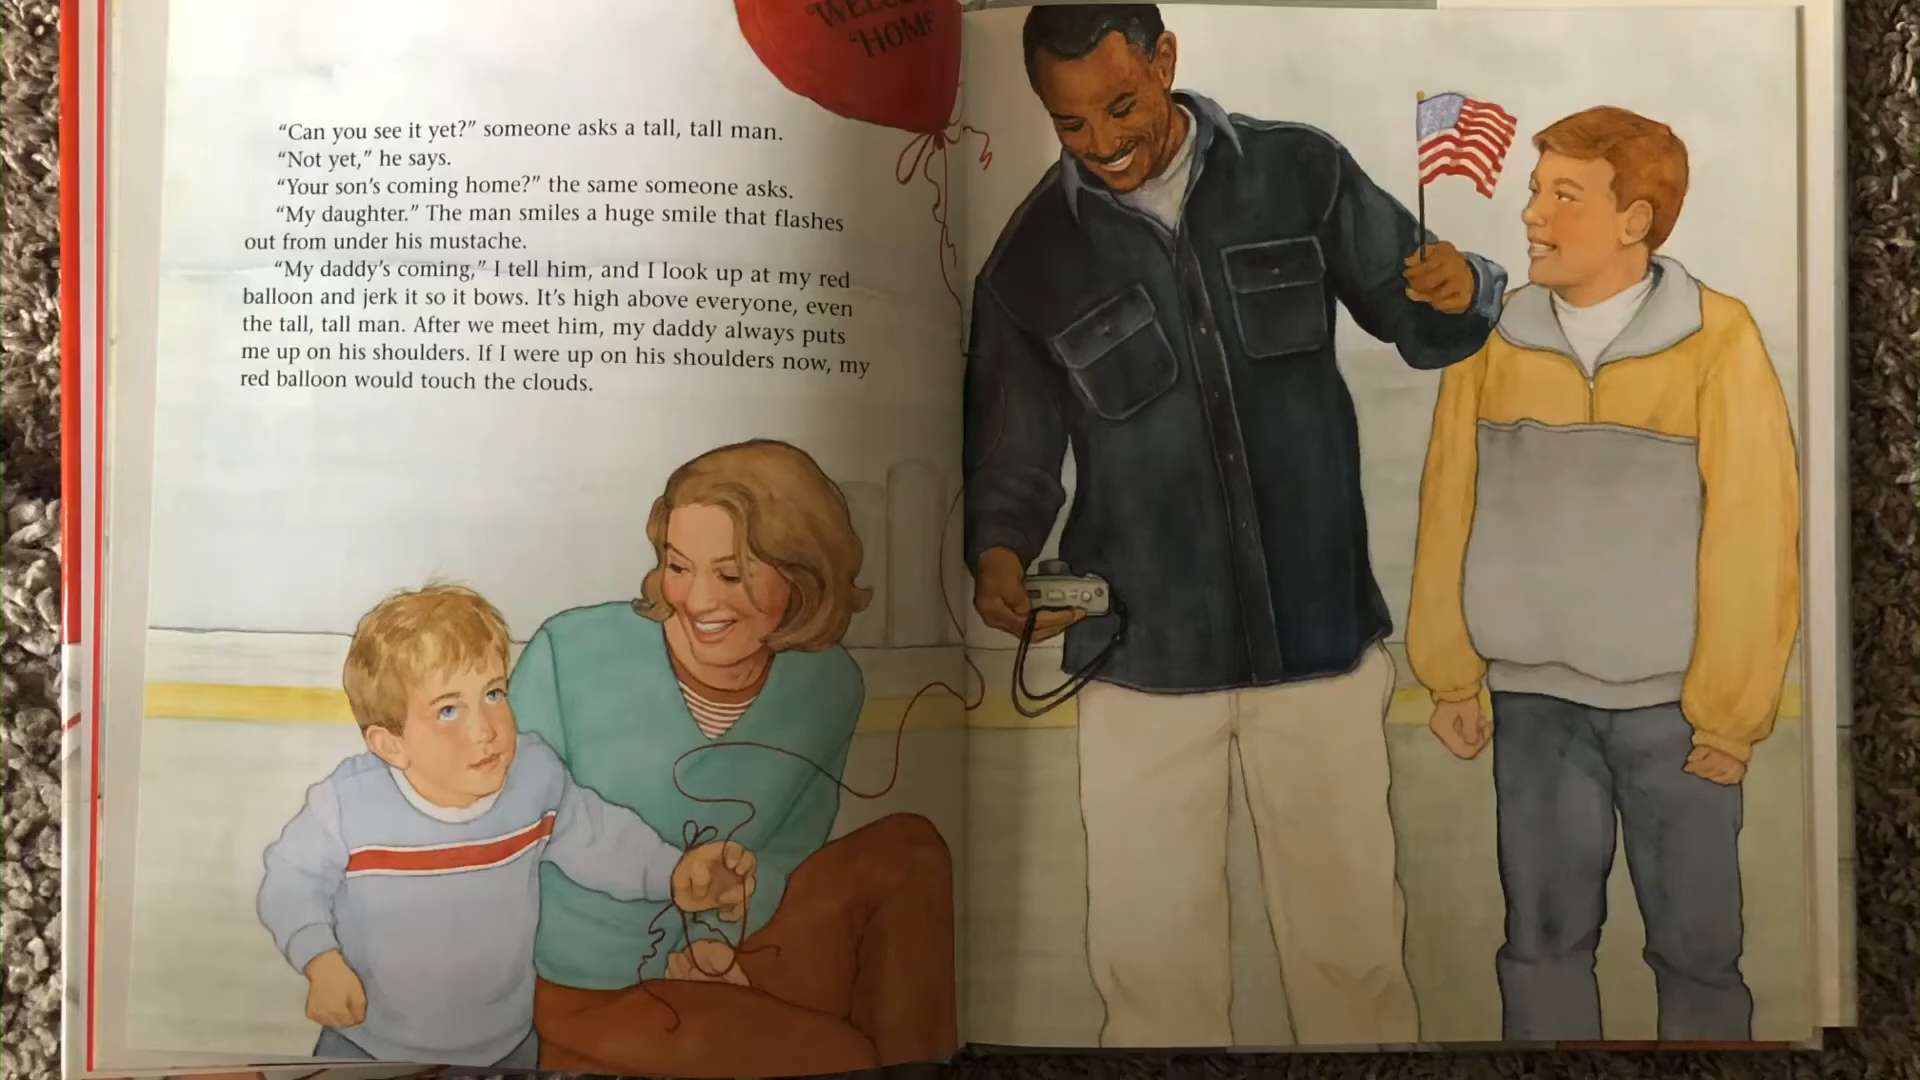 "WELCOME
"HOME
"Can you see it yet?" someone asks a tall, tall man.
"Not yet," he says.
"Your son's coming home?" the same someone asks.
"My daughter." The man smiles a huge smile that flashes
out from under his mustache.
"My daddy's coming," I tell him, and I look up at my red
balloon and jerk it so it bows. It's high above everyone, even
the tall, tall man. After we meet him, my daddy always puts
me up on his shoulders. If I were up on his shoulders now, my
red balloon would touch the clouds.